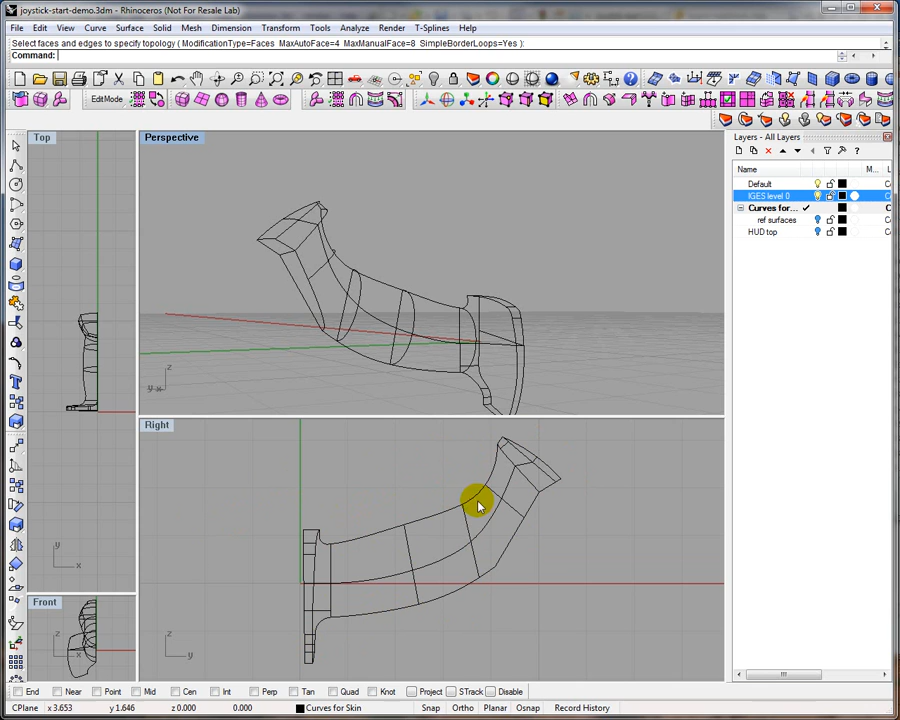 joystick-start-demo.3dm - Rhinoceros (Not For Resale Lab)
File Edit View Curve Surface Solid Mesh Dimension Transform Tools Analyze Render T-Splines Help
Select faces and edges to specify topology ( ModificationType=Faces MaxAutoFace=4 MaxManualFace=8 SimpleBorderLoops=Yes ):
Command:
EditMode
Top
Perspective
Layers - All Layers
Name M...
Default
IGES level 0
Curves for...
ref surfaces
HUD top
z
y x
Right
y
x
Front
z
x
z
y
End Near Point Mid Cen Int Perp Tan Quad Knot Project STrack Disable
CPlane x 3.653 y 1.646 z 0.000 0.000 Curves for Skin Snap Ortho Planar Osnap Record History